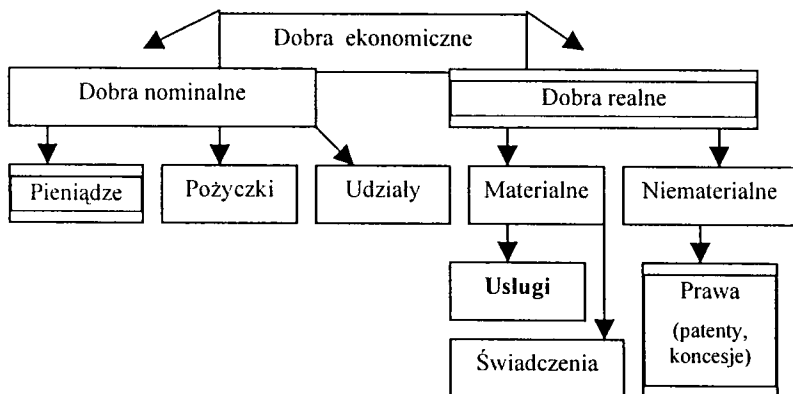 Dobra ekonomiczne
Dobra nominalne
Dobra realne
Pieniądze
Pożyczki
Udziały
Materialne
Niematerialne
Usługi
Prawa
(patenty,
koncesje)
Świadczenia